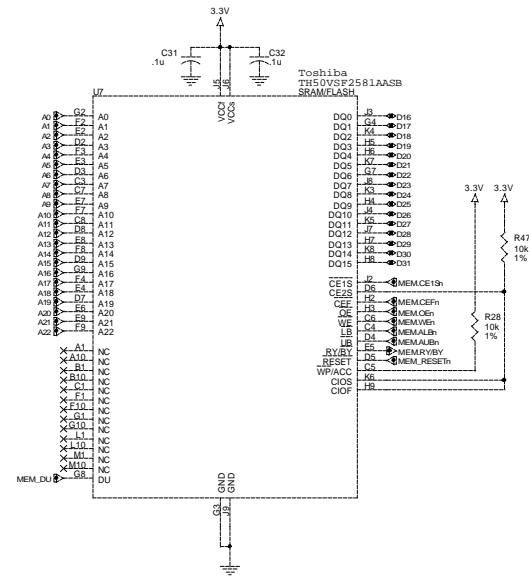 3.3V
C31
.1u
C32
.1u
Toshiba
TH50VSF2581AASB
U7
SRAM/FLASH
J5 J6
VCCf VCCs
A0 G2 A0 DQ0 J3 D16
A1 F2 A1 DQ1 G4 D17
A2 E2 A2 DQ2 K4 D18
A3 D2 A3 DQ3 H5 D19
A4 F3 A4 DQ4 H6 D20
A5 E3 A5 DQ5 K7 D21
A6 D3 A6 DQ6 G7 D22
A7 C3 A7 DQ7 J8 D23
A8 C7 A8 DQ8 K3 D24
A9 E7 A9 DQ9 H4 D25
A10 F7 A10 DQ10 J4 D26
A11 C8 A11 DQ11 K5 D27
A12 D8 A12 DQ12 J7 D28
A13 E8 A13 DQ13 H7 D29
A14 F8 A14 DQ14 K8 D30
A15 D9 A15 DQ15 H8 D31
A16 G9 A16
A17 F4 A17 CE1S J2 MEM.CE1Sn
A18 E4 A18 CE2S D6
A19 D7 A19 CEF H2 MEM.CEFn
A20 E6 A20 OE H3 MEM.OEn
A21 E9 A21 WE C6 MEM.WEn
A22 F9 A22 LB C4 MEM.ALBn
UB D4 MEM.AUBn
A1 NC RY/BY E5 MEM.RY/BY
A10 NC RESET D5 MEM_RESETn
B1 NC WP/ACC C5
B10 NC CIOS K6
C1 NC CIOF H9
F1 NC
F10 NC
G1 NC
G10 NC
L1 NC
L10 NC
M1 NC
M10 NC
MEM_DU G8 DU
GND GND
G3 J9
3.3V 3.3V
R47
10k
1%
R28
10k
1%